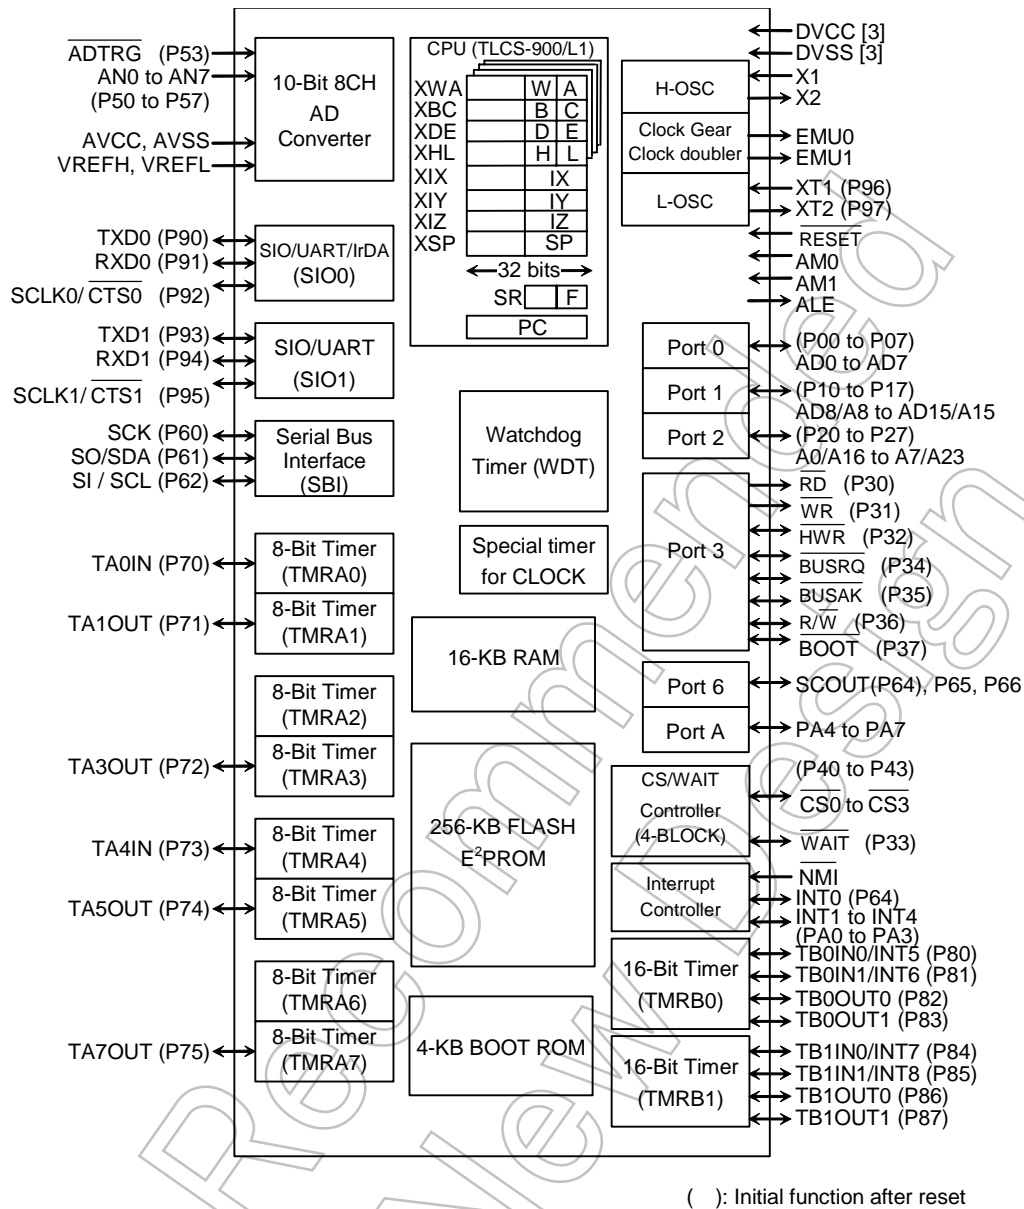 ADTRG (P53)
AN0 to AN7
(P50 to P57)
AVCC, AVSS
VREFH, VREFL
10-Bit 8CH
AD
Converter
TXD0 (P90)
RXD0 (P91)
SCLK0/ CTS0 (P92)
SIO/UART/IrDA
(SIO0)
TXD1 (P93)
RXD1 (P94)
SCLK1/ CTS1 (P95)
SIO/UART
(SIO1)
SCK (P60)
SO/SDA (P61)
SI / SCL (P62)
Serial Bus
Interface
(SBI)
TA0IN (P70)
8-Bit Timer
(TMRA0)
TA1OUT (P71)
8-Bit Timer
(TMRA1)
8-Bit Timer
(TMRA2)
TA3OUT (P72)
8-Bit Timer
(TMRA3)
TA4IN (P73)
8-Bit Timer
(TMRA4)
TA5OUT (P74)
8-Bit Timer
(TMRA5)
8-Bit Timer
(TMRA6)
TA7OUT (P75)
8-Bit Timer
(TMRA7)
CPU (TLCS-900/L1)
XWA W A
XBC B C
XDE D E
XHL H L
XIX IX
XIY IY
XIZ IZ
XSP SP
32 bits
SR F
PC
Watchdog
Timer (WDT)
Special timer
for CLOCK
16-KB RAM
256-KB FLASH
E2PROM
4-KB BOOT ROM
DVCC [3]
DVSS [3]
H-OSC
X1
X2
Clock Gear
Clock doubler
EMU0
EMU1
L-OSC
XT1 (P96)
XT2 (P97)
RESET
AM0
AM1
ALE
Port 0
(P00 to P07)
AD0 to AD7
Port 1
(P10 to P17)
AD8/A8 to AD15/A15
Port 2
(P20 to P27)
A0/A16 to A7/A23
Port 3
RD (P30)
WR (P31)
HWR (P32)
BUSRQ (P34)
BUSAK (P35)
R/W (P36)
BOOT (P37)
Port 6
SCOUT(P64), P65, P66
Port A
PA4 to PA7
CS/WAIT
Controller
(4-BLOCK)
(P40 to P43)
CS0 to CS3
WAIT (P33)
Interrupt
Controller
NMI
INT0 (P64)
INT1 to INT4
(PA0 to PA3)
16-Bit Timer
(TMRB0)
TB0IN0/INT5 (P80)
TB0IN1/INT6 (P81)
TB0OUT0 (P82)
TB0OUT1 (P83)
16-Bit Timer
(TMRB1)
TB1IN0/INT7 (P84)
TB1IN1/INT8 (P85)
TB1OUT0 (P86)
TB1OUT1 (P87)
( ): Initial function after reset
Recommended
New Design